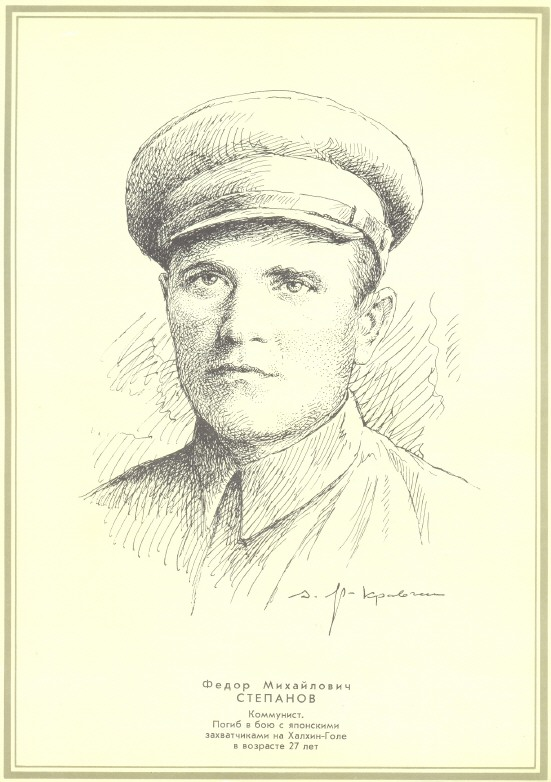 Федор Михайлович
СТЕПАНОВ
Коммунист.
Погиб в бою с японскими
захватчиками на Халхин-Голе
в возрасте 27 лет